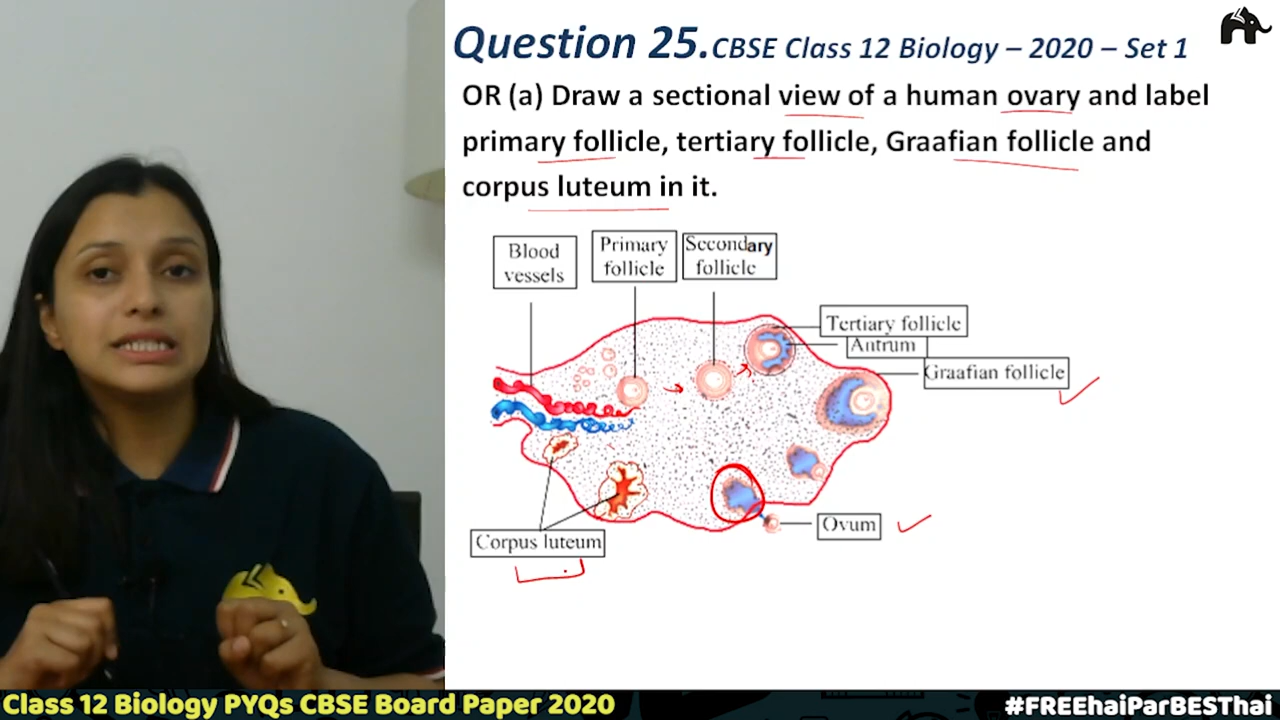 Question 25.CBSE Class 12 Biology – 2020 – Set 1
OR (a) Draw a sectional view of a human ovary and label
primary follicle, tertiary follicle, Graafian follicle and
corpus luteum in it.
Blood
vessels
Primary
follicle
Secondary
follicle
Tertiary follicle
Antrum
Graafian follicle
Ovum
Corpus luteum
Class 12 Biology PYQs CBSE Board Paper 2020
#FREEhaiParBESThai